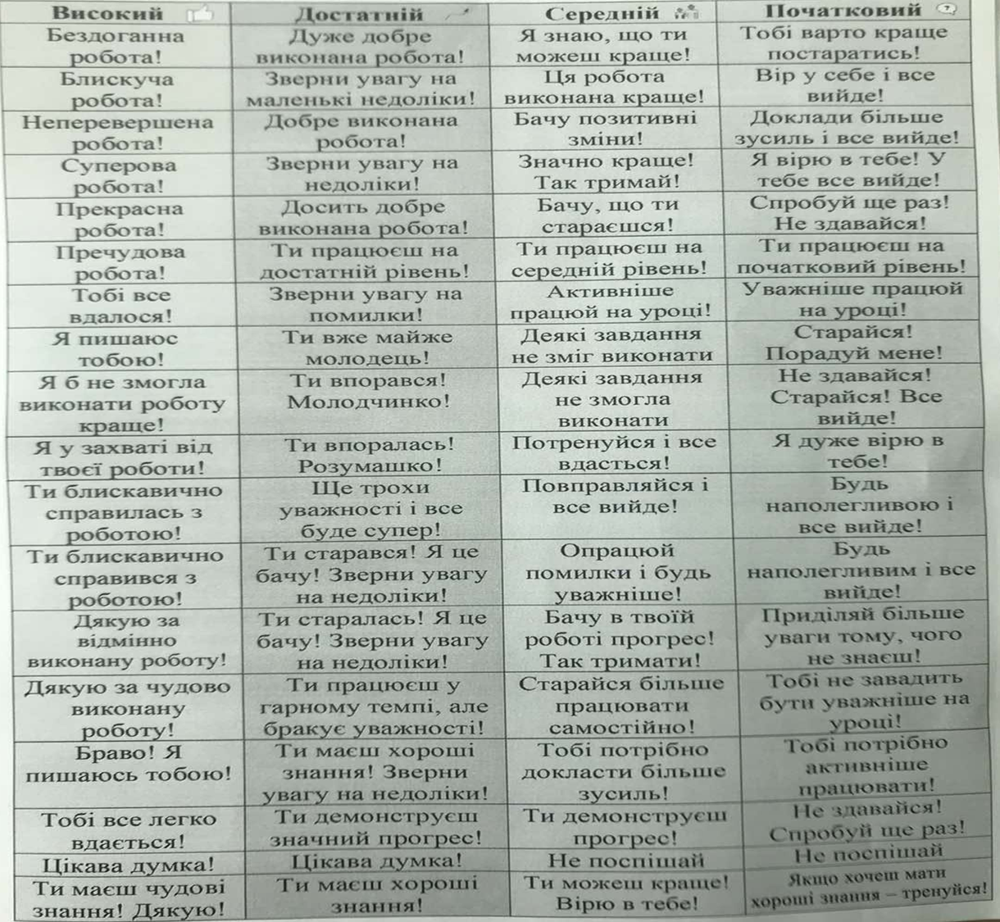 Високий
Достатній
Середній
Початковий
Бездоганна
робота!
Дуже добре
виконана робота!
Я знаю, що ти
можеш краще!
Тобі варто краще
постаратись!
Блискуча
робота!
Зверни увагу на
маленькі недоліки!
Ця робота
виконана краще!
Вір у себе і все
вийде!
Неперевершена
робота!
Добре виконана
робота!
Бачу позитивні
зміни!
Доклади більше
зусиль і все вийде!
Суперова
робота!
Зверни увагу на
недоліки!
Значно краще!
Так тримай!
Я вірю в тебе! У
тебе все вийде!
Прекрасна
робота!
Досить добре
виконана робота!
Бачу, що ти
стараєшся!
Спробуй ще раз!
Не здавайся!
Пречудова
робота!
Ти працюєш на
достатній рівень!
Ти працюєш на
середній рівень!
Ти працюєш на
початковий рівень!
Тобі все
вдалося!
Зверни увагу на
помилки!
Активніше
працюй на уроці!
Уважніше працюй
на уроці!
Я пишаюс
тобою!
Ти вже майже
молодець!
Деякі завдання
не зміг виконати
Старайся!
Порадуй мене!
Я б не змогла
виконати роботу
краще!
Ти впорався!
Молодчинко!
Деякі завдання
не змогла
виконати
Не здавайся!
Старайся! Все
вийде!
Я у захваті від
твоєї роботи!
Ти впоралась!
Розумашко!
Потренуйся і все
вдасться!
Я дуже вірю в
тебе!
Ти блискавично
справилась з
роботою!
Ще трохи
уважності і все
буде супер!
Повправляйся і
все вийде!
Будь
наполегливою і
все вийде!
Ти блискавично
справився з
роботою!
Ти старався! Я це
бачу! Зверни увагу
на недоліки!
Опрацюй
помилки і будь
уважніше!
Будь
наполегливим і все
вийде!
Дякую за
відмінно
виконану роботу!
Ти старалась! Я це
бачу! Зверни увагу
на недоліки!
Бачу в твоїй
роботі прогрес!
Так тримати!
Приділяй більше
уваги тому, чого
не знаєш!
Дякую за чудово
виконану
роботу!
Ти працюєш у
гарному темпі, але
бракує уважності!
Старайся більше
працювати
самостійно!
Тобі не завадить
бути уважніше на
уроці!
Браво! Я
пишаюсь тобою!
Ти маєш хороші
знання! Зверни
увагу на недоліки!
Тобі потрібно
докласти більше
зусиль!
Тобі потрібно
активніше
працювати!
Тобі все легко
вдається!
Ти демонструєш
значний прогрес!
Ти демонструєш
прогрес!
Не здавайся!
Спробуй ще раз!
Цікава думка!
Цікава думка!
Не поспішай
Не поспішай
Ти маєш чудові
знання! Дякую!
Ти маєш хороші
знання!
Ти можеш краще!
Вірю в тебе!
Якщо хочеш мати
хороші знання – тренуйся!